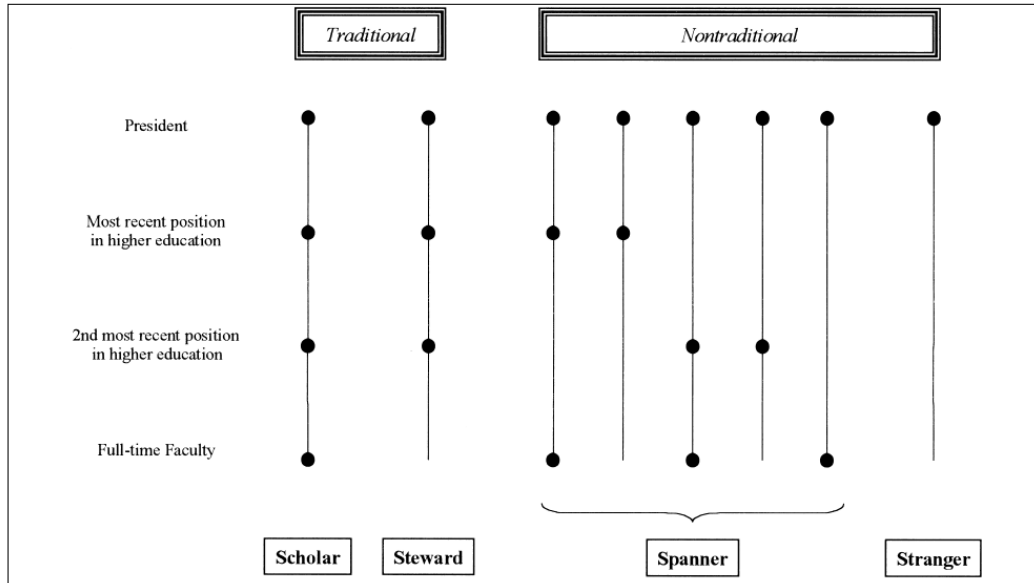 Traditional
Nontraditional
President
Most recent position
in higher education
2nd most recent position
in higher education
Full-time Faculty
Scholar
Steward
Spanner
Stranger